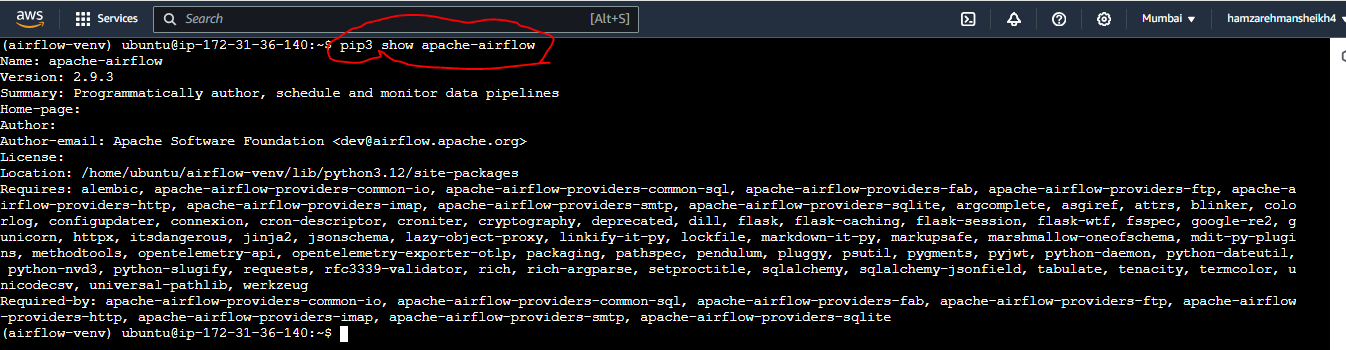 aws Services Search [Alt+S] Mumbai hamzarehmansheikh4
(airflow-venv) ubuntu@ip-172-31-36-140:~$ pip3 show apache-airflow
Name: apache-airflow
Version: 2.9.3
Summary: Programmatically author, schedule and monitor data pipelines
Home-page:
Author:
Author-email: Apache Software Foundation <dev@airflow.apache.org>
License:
Location: /home/ubuntu/airflow-venv/lib/python3.12/site-packages
Requires: alembic, apache-airflow-providers-common-io, apache-airflow-providers-common-sql, apache-airflow-providers-fab, apache-airflow-providers-ftp, apache-a
irflow-providers-http, apache-airflow-providers-imap, apache-airflow-providers-smtp, apache-airflow-providers-sqlite, argcomplete, asgiref, attrs, blinker, colo
rlog, configupdater, connexion, cron-descriptor, croniter, cryptography, deprecated, dill, flask, flask-caching, flask-session, flask-wtf, fsspec, google-re2, g
unicorn, httpx, itsdangerous, jinja2, jsonschema, lazy-object-proxy, linkify-it-py, lockfile, markdown-it-py, markupsafe, marshmallow-oneofschema, mdit-py-plugi
ns, methodtools, opentelemetry-api, opentelemetry-exporter-otlp, packaging, pathspec, pendulum, pluggy, psutil, pygments, pyjwt, python-daemon, python-dateutil,
python-nvd3, python-slugify, requests, rfc3339-validator, rich, rich-argparse, setproctitle, sqlalchemy, sqlalchemy-jsonfield, tabulate, tenacity, termcolor, u
nicodecsv, universal-pathlib, werkzeug
Required-by: apache-airflow-providers-common-io, apache-airflow-providers-common-sql, apache-airflow-providers-fab, apache-airflow-providers-ftp, apache-airflow
-providers-http, apache-airflow-providers-imap, apache-airflow-providers-smtp, apache-airflow-providers-sqlite
(airflow-venv) ubuntu@ip-172-31-36-140:~$